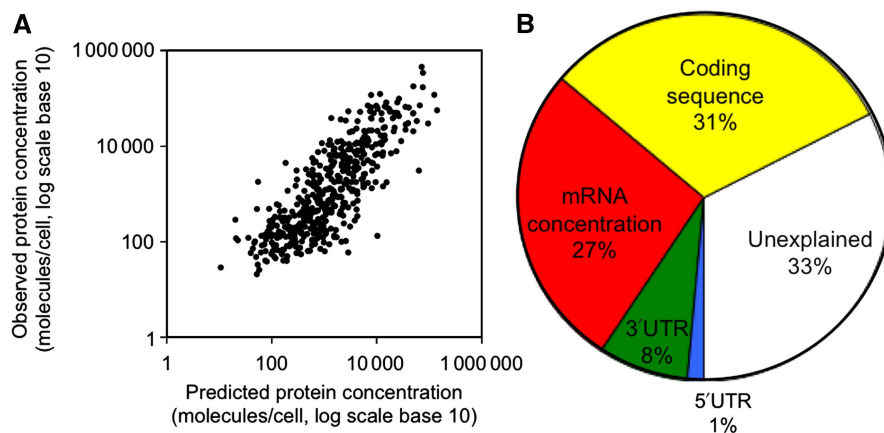 A
Observed protein concentration
(molecules/cell, log scale base 10)
1 000 000
10 000
100
1
1
100
10 000
1 000 000
Predicted protein concentration
(molecules/cell, log scale base 10)
B
Coding
sequence
31%
mRNA
concentration
27%
Unexplained
33%
3′UTR
8%
5′UTR
1%